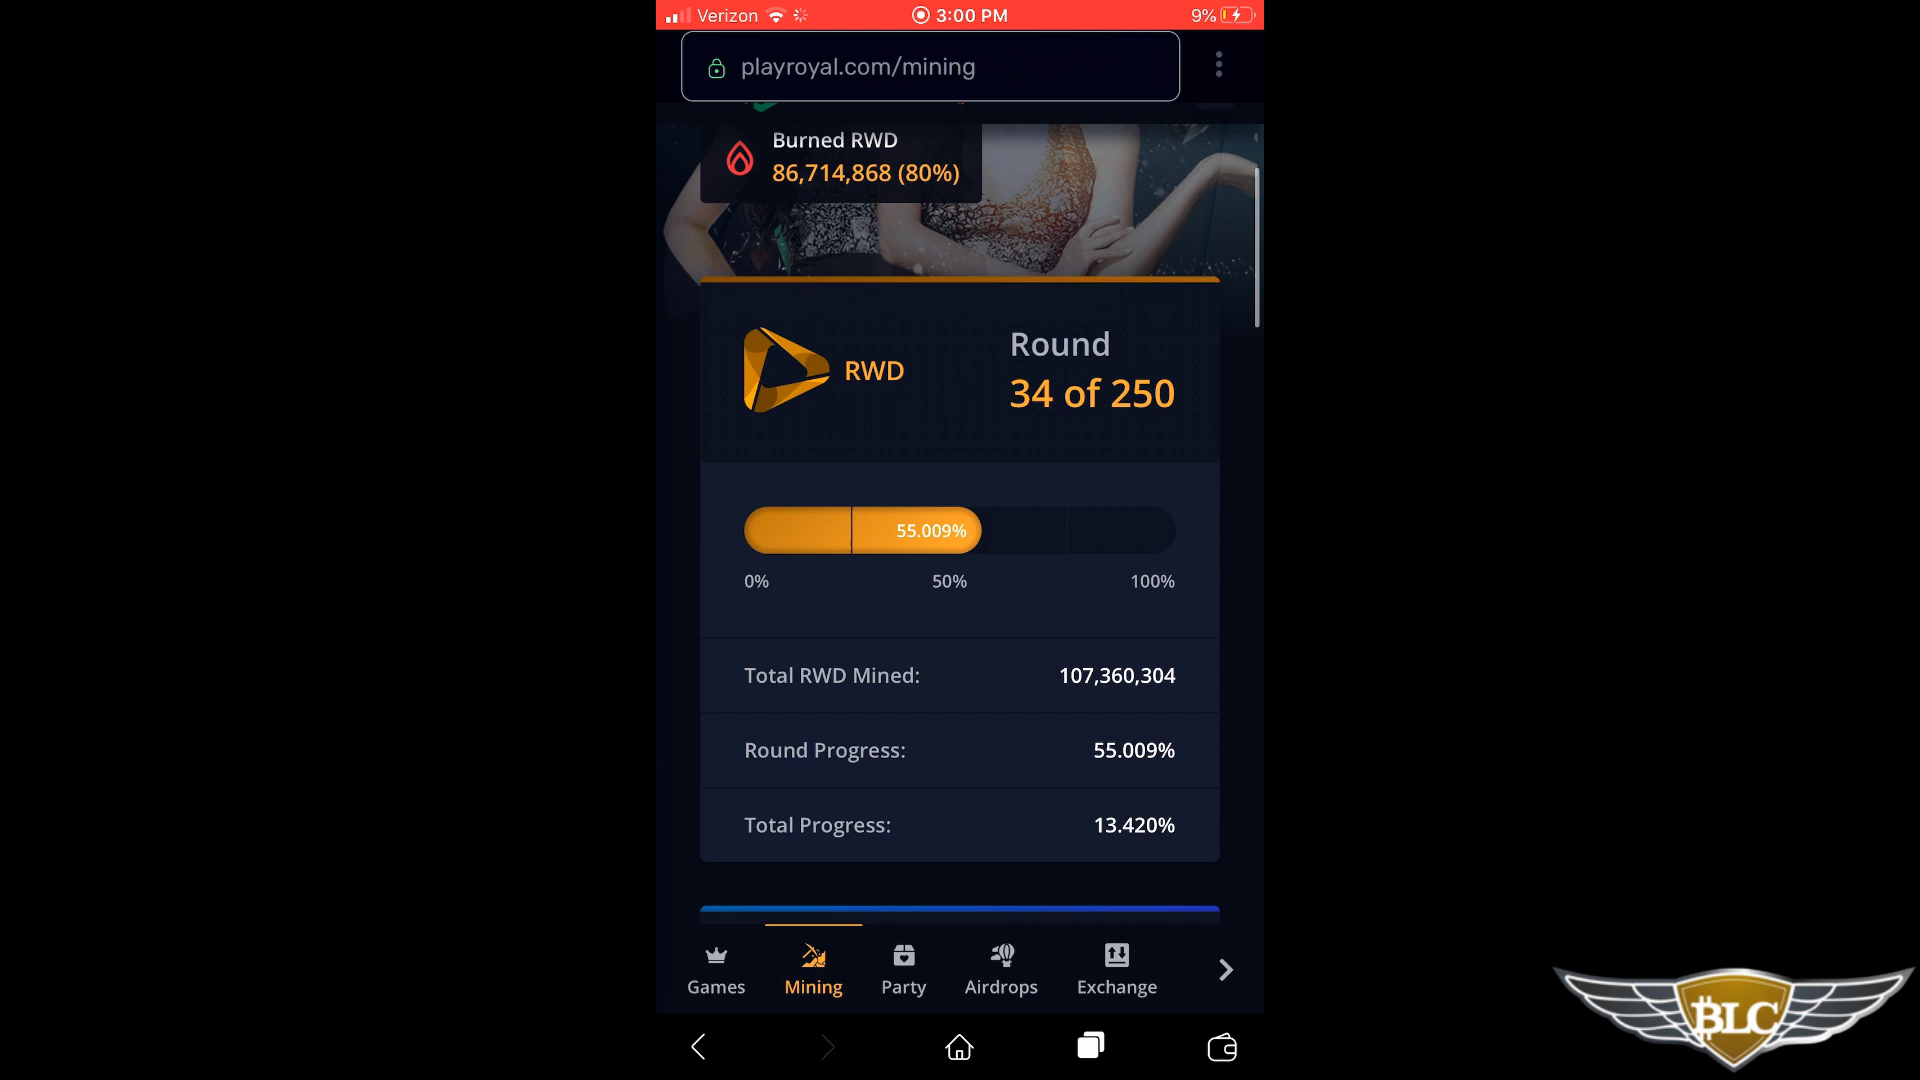 Verizon 3:00 PM 9%
playroyal.com/mining
Burned RWD
86,714,868 (80%)
RWD
Round
34 of 250
55.009%
0% 50% 100%
Total RWD Mined: 107,360,304
Round Progress: 55.009%
Total Progress: 13.420%
Games Mining Party Airdrops Exchange
BLC